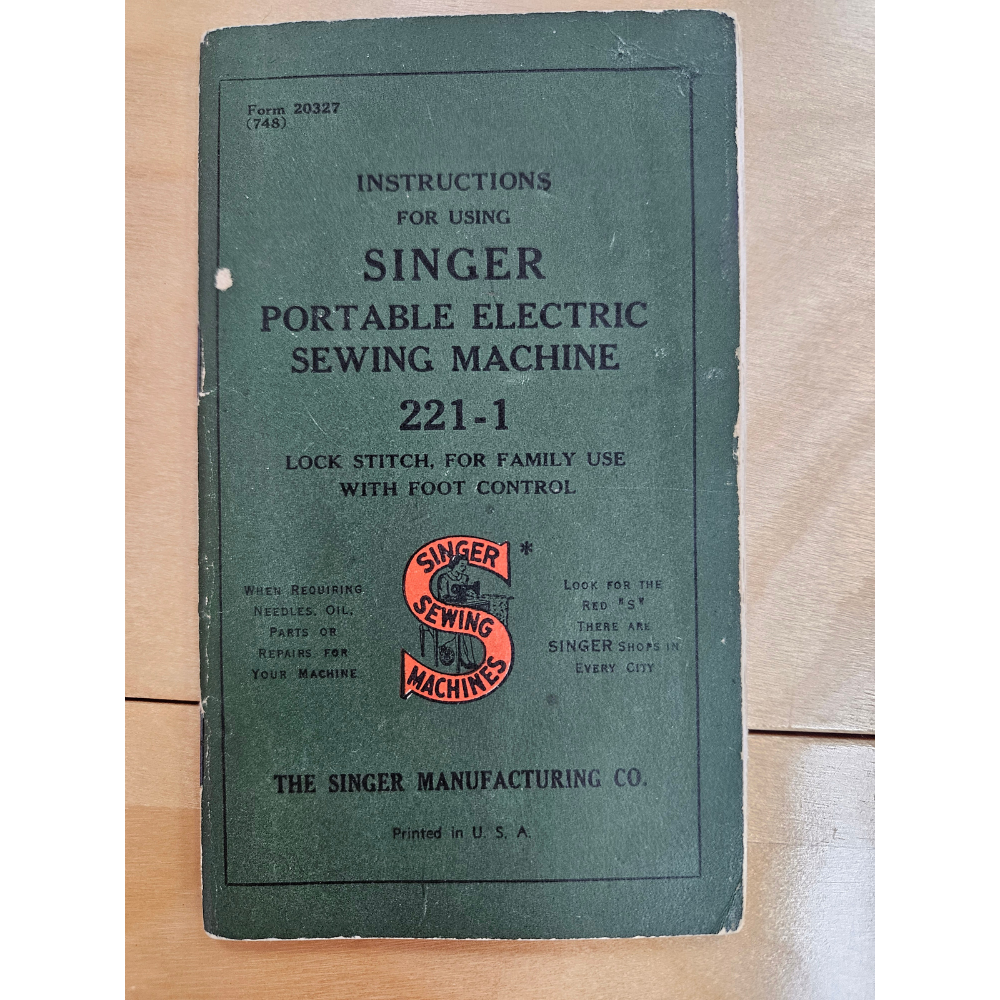 Form 20327
(748)
INSTRUCTIONS
FOR USING
SINGER
PORTABLE ELECTRIC
SEWING MACHINE
221-1
LOCK STITCH, FOR FAMILY USE
WITH FOOT CONTROL
SINGER *
SEWING
MACHINES
WHEN REQUIRING
NEEDLES, OIL,
PARTS OR
REPAIRS FOR
YOUR MACHINE
LOOK FOR THE
RED "S"
THERE ARE
SINGER SHOPS IN
EVERY CITY
THE SINGER MANUFACTURING CO.
Printed in U. S. A.